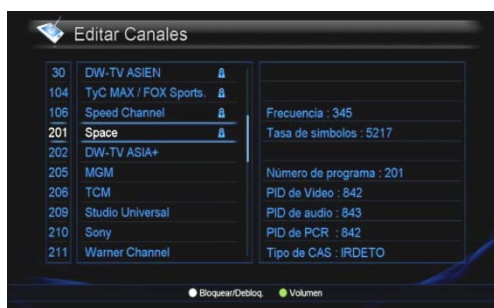 Editar Canales
30 DW-TV ASIEN
104 TyC MAX / FOX Sports.
106 Speed Channel
201 Space
202 DW-TV ASIA+
205 MGM
206 TCM
209 Studio Universal
210 Sony
211 Warner Channel
Frecuencia : 345
Tasa de simbolos : 5217
Número de programa : 201
PID de Video : 842
PID de audio : 843
PID de PCR : 842
Tipo de CAS : IRDETO
Bloquear/Debloq. Volumen